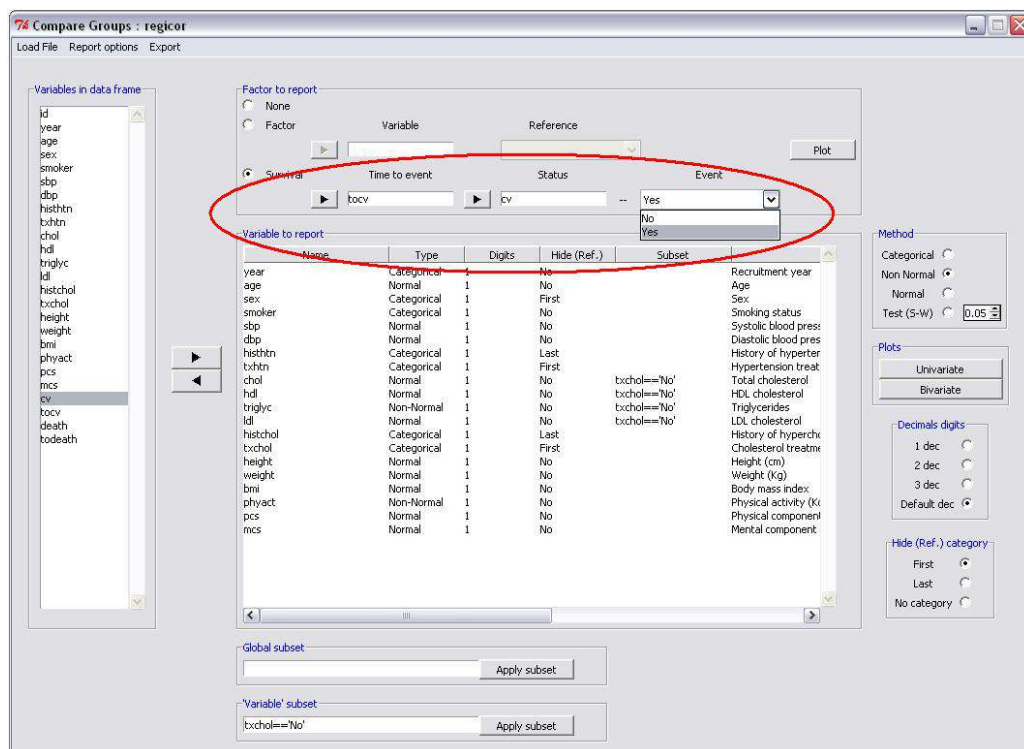 Compare Groups : regicor
Load File Report options Export
Variables in data frame
id
year
age
sex
smoker
sbp
dbp
histhtn
txhtn
chol
hdl
triglyc
ldl
histchol
txchol
height
weight
bmi
phyact
pcs
mcs
cv
tocv
death
todeath
Factor to report
None
Factor Variable Reference
Plot
Survival Time to event Status Event
tocv cv -- Yes
No
Yes
Variable to report
Name Type Digits Hide (Ref.) Subset
year Categorical 1 No Recruitment year
age Normal 1 No Age
sex Categorical 1 First Sex
smoker Categorical 1 No Smoking status
sbp Normal 1 No Systolic blood press
dbp Normal 1 No Diastolic blood pres
histhtn Categorical 1 Last History of hyperter
txhtn Categorical 1 First Hypertension treat
chol Normal 1 No txchol=='No' Total cholesterol
hdl Normal 1 No txchol=='No' HDL cholesterol
triglyc Non-Normal 1 No txchol=='No' Triglycerides
ldl Normal 1 No txchol=='No' LDL cholesterol
histchol Categorical 1 Last History of hypercho
txchol Categorical 1 First Cholesterol treatme
height Normal 1 No Height (cm)
weight Normal 1 No Weight (Kg)
bmi Normal 1 No Body mass index
phyact Non-Normal 1 No Physical activity (Kc
pcs Normal 1 No Physical component
mcs Normal 1 No Mental component
Method
Categorical
Non Normal
Normal
Test (S-W) 0.05
Plots
Univariate
Bivariate
Decimals digits
1 dec
2 dec
3 dec
Default dec
Hide (Ref.) category
First
Last
No category
Global subset
Apply subset
'Variable' subset
txchol=='No' Apply subset